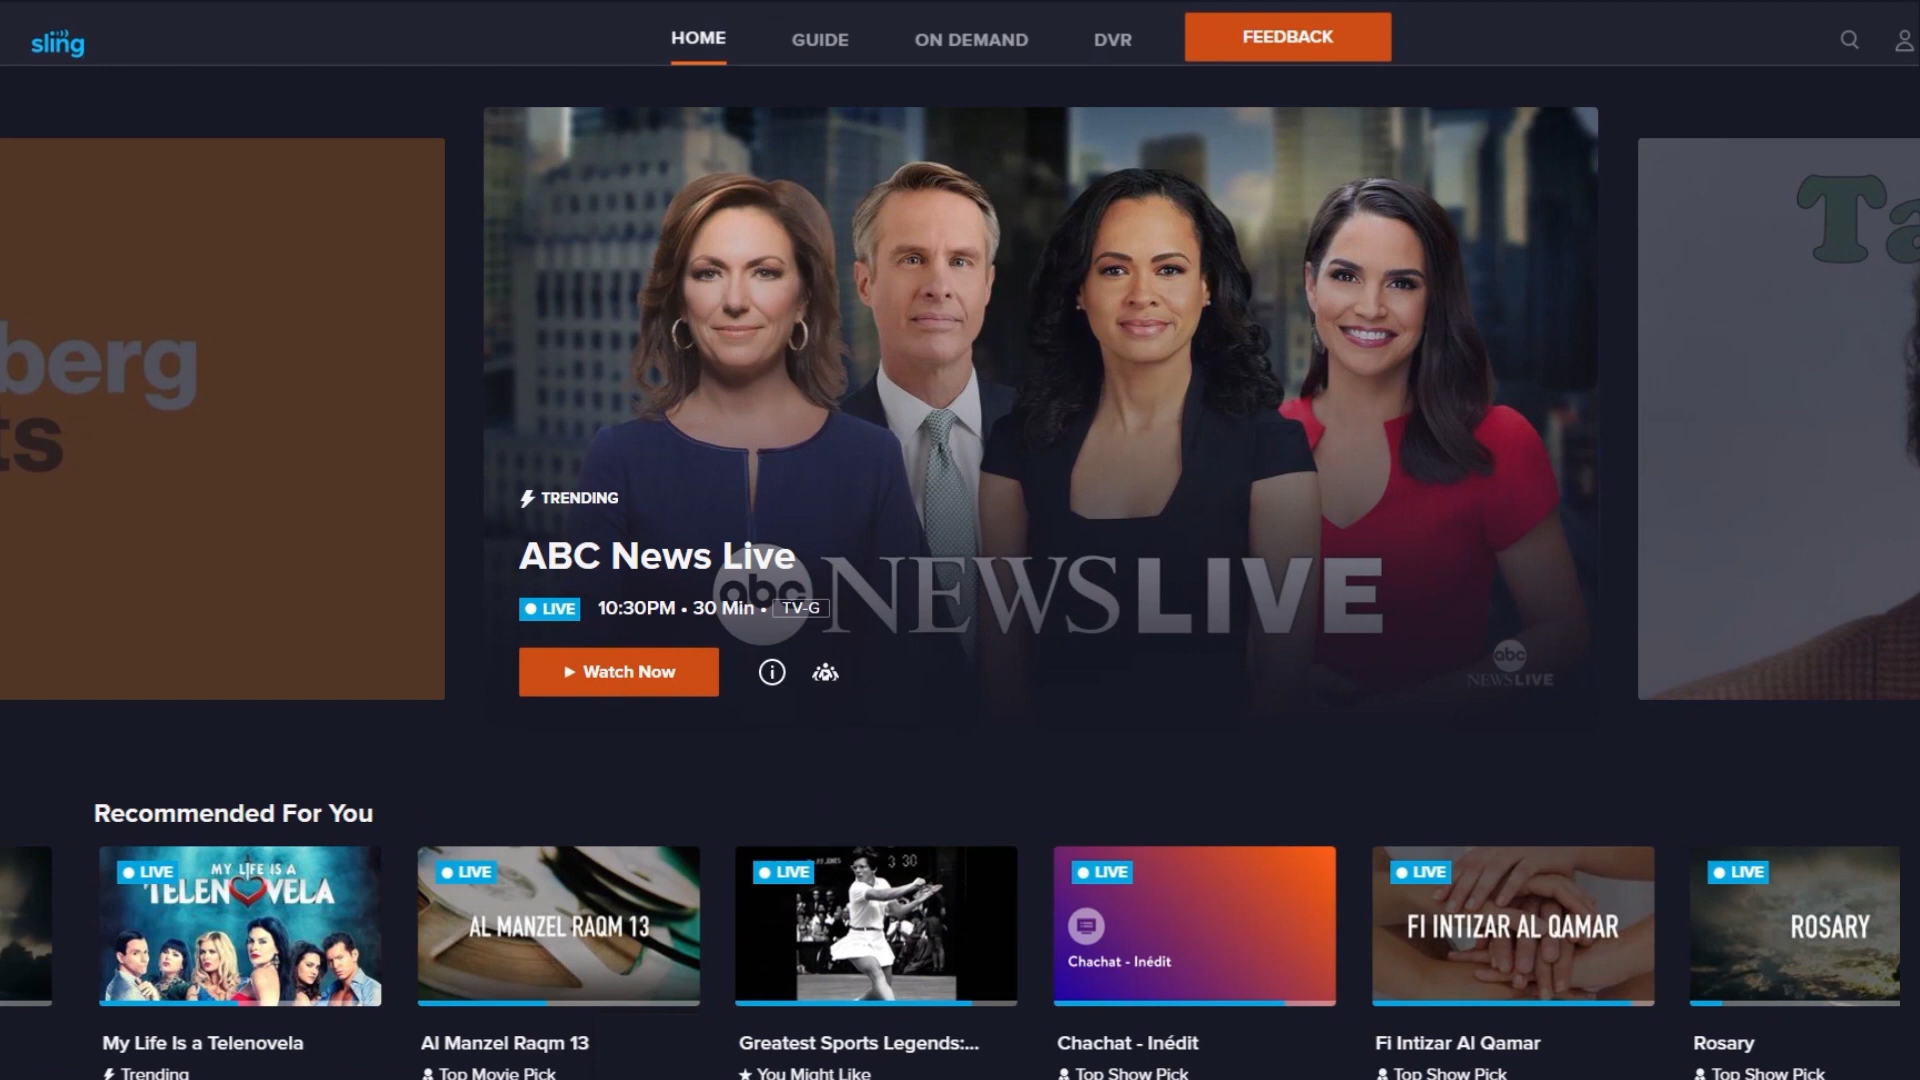 sling
HOME
GUIDE
ON DEMAND
DVR
FEEDBACK
berg
ts
TRENDING
ABC News Live
LIVE 10:30PM • 30 Min • TV-G
abc NEWS LIVE
Watch Now
abc
NEWSLIVE
Ta
Recommended For You
LIVE
MY LIFE IS A
TELENOVELA
LIVE
AL MANZEL RAQM 13
LIVE
3 30
LIVE
Chachat - Inédit
LIVE
FI INTIZAR AL QAMAR
LIVE
ROSARY
My Life Is a Telenovela
Trending
Al Manzel Raqm 13
Top Movie Pick
Greatest Sports Legends:...
You Might Like
Chachat - Inédit
Top Show Pick
Fi Intizar Al Qamar
Top Show Pick
Rosary
Top Show Pick